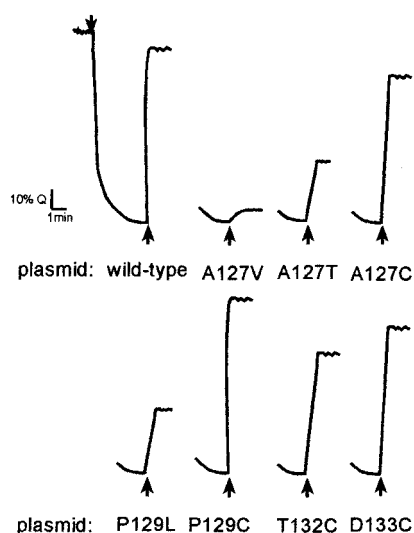 10% Q
1min
plasmid: wild-type A127V A127T A127C
plasmid: P129L P129C T132C D133C